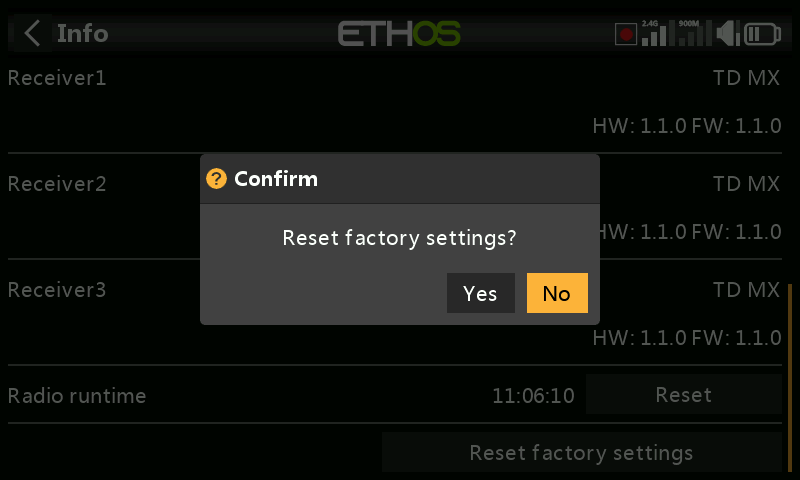 Info
ETHOS
2.4G
900M
Receiver1
TD MX
HW: 1.1.0 FW: 1.1.0
Receiver2
TD MX
HW: 1.1.0 FW: 1.1.0
? Confirm
Reset factory settings?
Yes
No
Receiver3
TD MX
HW: 1.1.0 FW: 1.1.0
Radio runtime
11:06:10
Reset
Reset factory settings